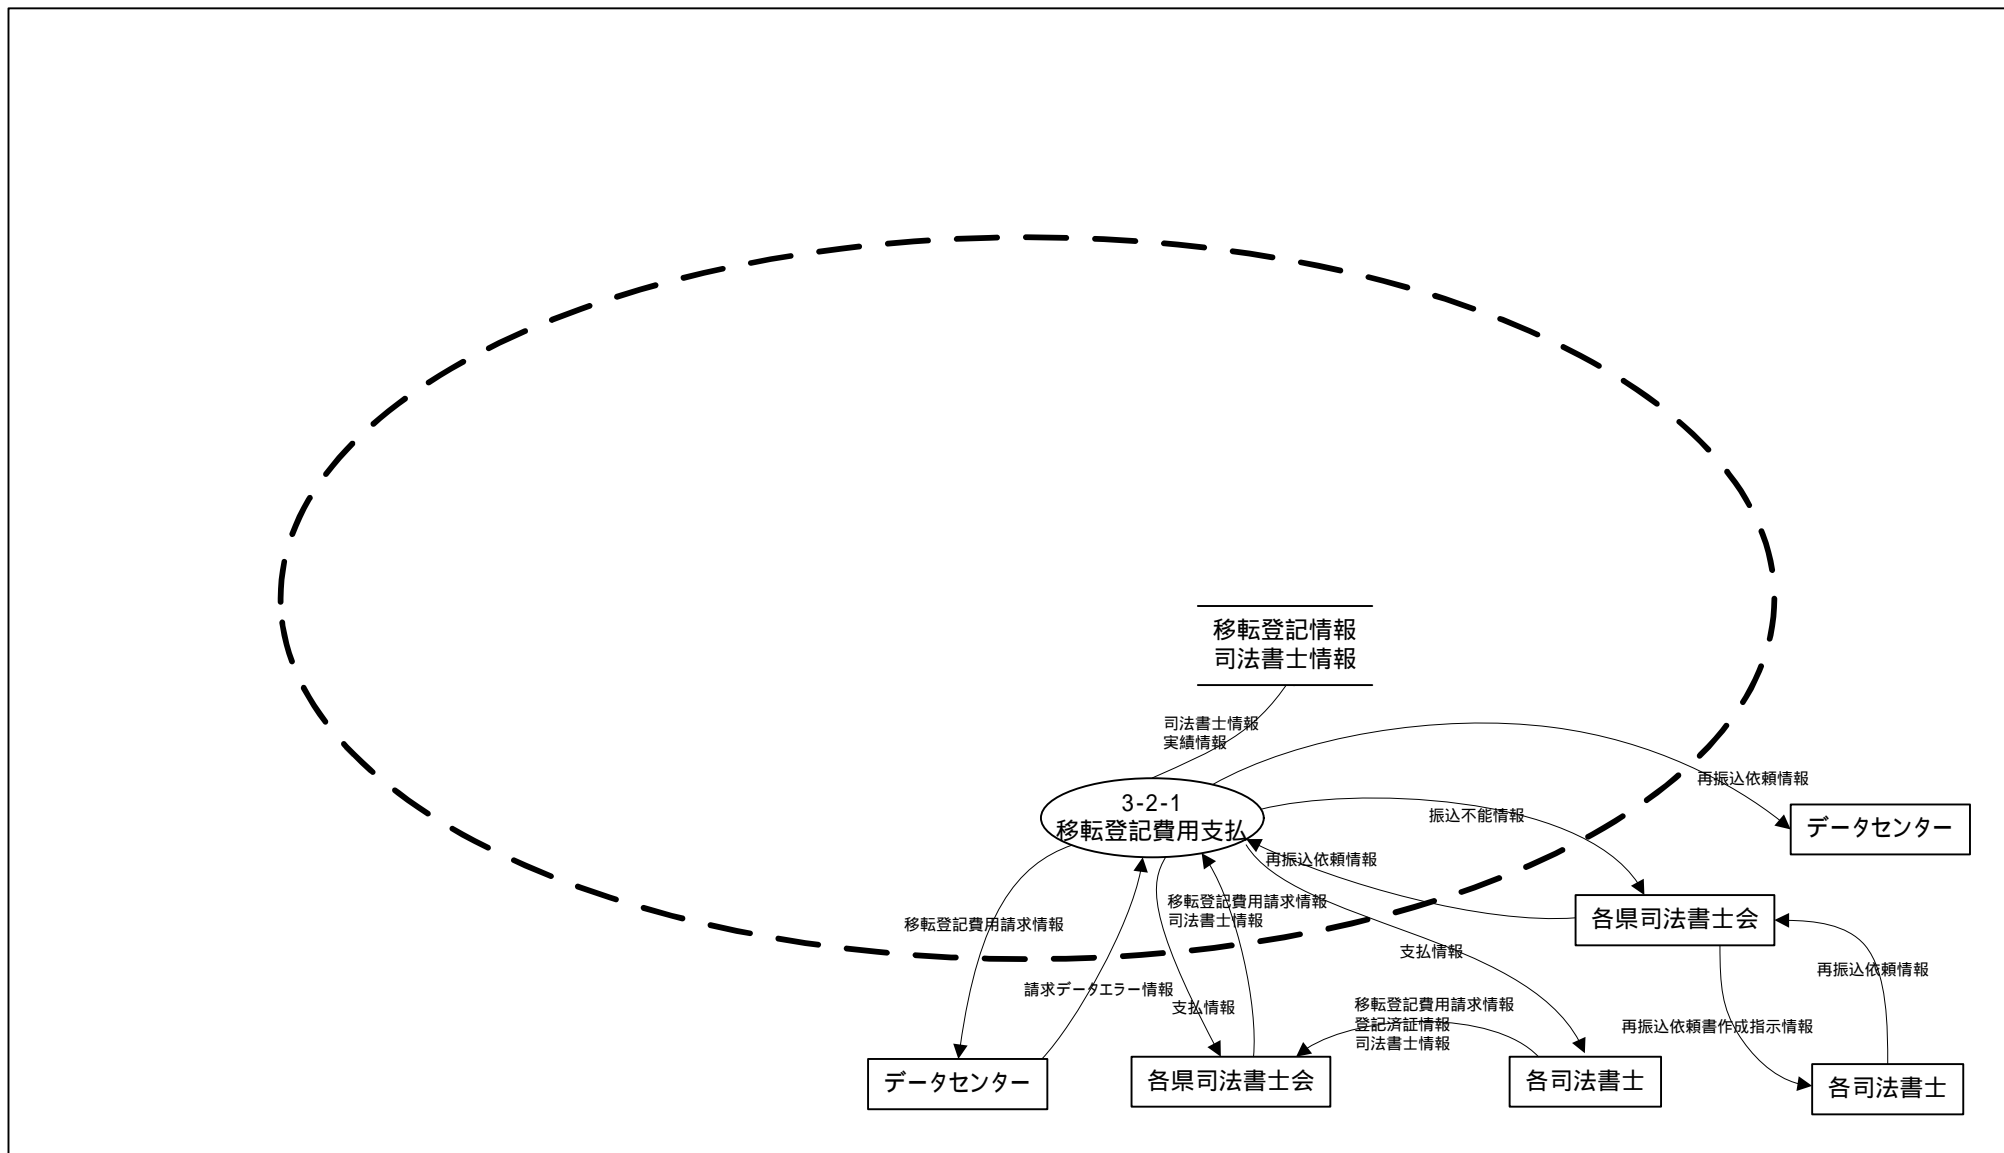 移転登記情報
司法書士情報
司法書士情報
実績情報
再振込依頼情報
3-2-1
移転登記費用支払
振込不能情報
データセンター
再振込依頼情報
移転登記費用請求情報
司法書士情報
移転登記費用請求情報
各県司法書士会
支払情報
再振込依頼情報
請求データエラー情報
支払情報
移転登記費用請求情報
登記済証情報
司法書士情報
再振込依頼書作成指示情報
データセンター
各県司法書士会
各司法書士
各司法書士